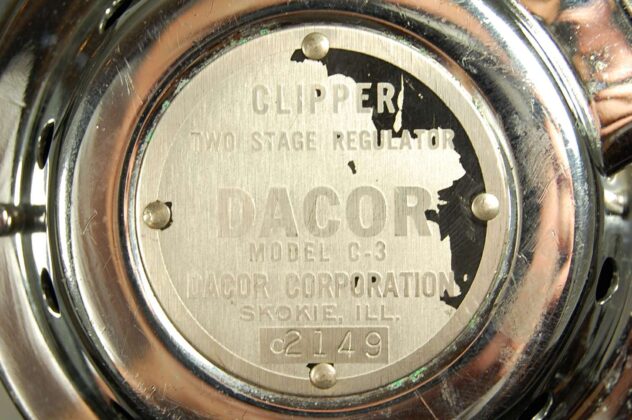 CLIPPER
TWO STAGE REGULATOR
DACOR
MODEL C-3
DACOR CORPORATION
SKOKIE, ILL.
C2149